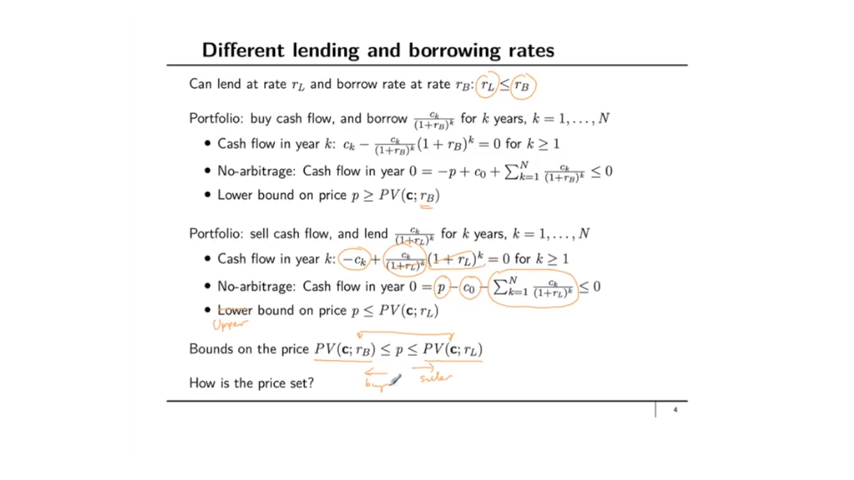 Different lending and borrowing rates
Can lend at rate r_L and borrow rate at rate r_B: r_L ≤ r_B
Portfolio: buy cash flow, and borrow c_k/(1+r_B)^k for k years, k = 1, . . . , N
• Cash flow in year k: c_k − c_k/(1+r_B)^k (1 + r_B)^k = 0 for k ≥ 1
• No-arbitrage: Cash flow in year 0 = −p + c_0 + ∑_{k=1}^N c_k/(1+r_B)^k ≤ 0
• Lower bound on price p ≥ PV(c; r_B)
Portfolio: sell cash flow, and lend c_k/(1+r_L)^k for k years, k = 1, . . . , N
• Cash flow in year k: −c_k + c_k/(1+r_L)^k (1 + r_L)^k = 0 for k ≥ 1
• No-arbitrage: Cash flow in year 0 = p − c_0 − ∑_{k=1}^N c_k/(1+r_L)^k ≤ 0
• Lower bound on price p ≤ PV(c; r_L)
Upper
Bounds on the price PV(c; r_B) ≤ p ≤ PV(c; r_L)
How is the price set?
4